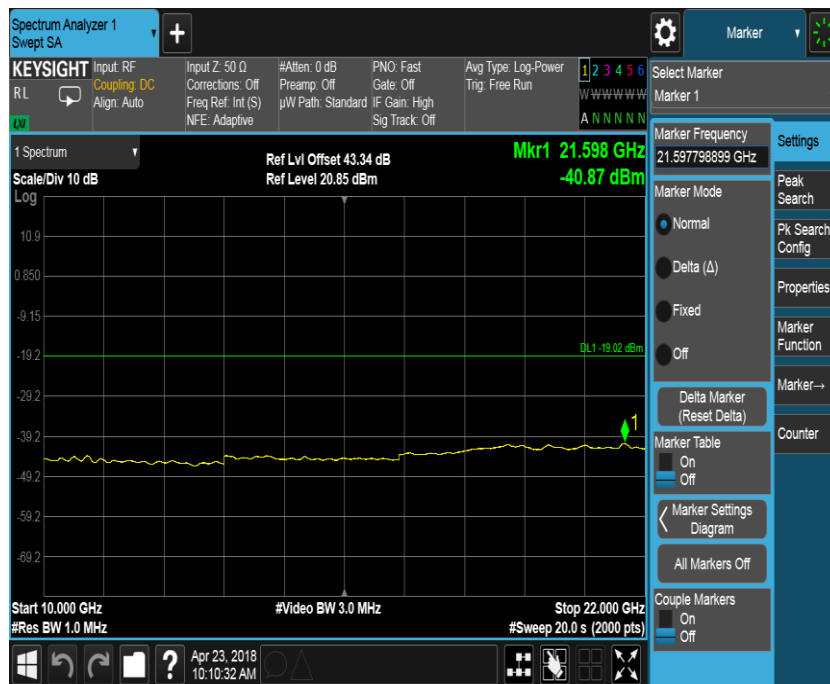 Spectrum Analyzer 1
Swept SA
+
Marker
KEYSIGHT
RL
LXI
Input: RF
Coupling: DC
Align: Auto
Input Z: 50 Ω
Corrections: Off
Freq Ref: Int (S)
NFE: Adaptive
#Atten: 0 dB
Preamp: Off
µW Path: Standard
PNO: Fast
Gate: Off
IF Gain: High
Sig Track: Off
Avg Type: Log-Power
Trig: Free Run
1 2 3 4 5 6
W W W W W W
A N N N N N
Select Marker
Marker 1
1 Spectrum
Scale/Div 10 dB
Log
Ref Lvl Offset 43.34 dB
Ref Level 20.85 dBm
Mkr1 21.598 GHz
-40.87 dBm
10.9
0.850
-9.15
-19.2
-29.2
-39.2
-49.2
-59.2
-69.2
DL1 -19.02 dBm
1
Start 10.000 GHz
#Res BW 1.0 MHz
#Video BW 3.0 MHz
Stop 22.000 GHz
#Sweep 20.0 s (2000 pts)
Marker Frequency
21.597798899 GHz
Marker Mode
Normal
Delta (Δ)
Fixed
Off
Delta Marker
(Reset Delta)
Marker Table
On
Off
Marker Settings
Diagram
All Markers Off
Couple Markers
On
Off
Settings
Peak
Search
Pk Search
Config
Properties
Marker
Function
Marker→
Counter
?
Apr 23, 2018
10:10:32 AM